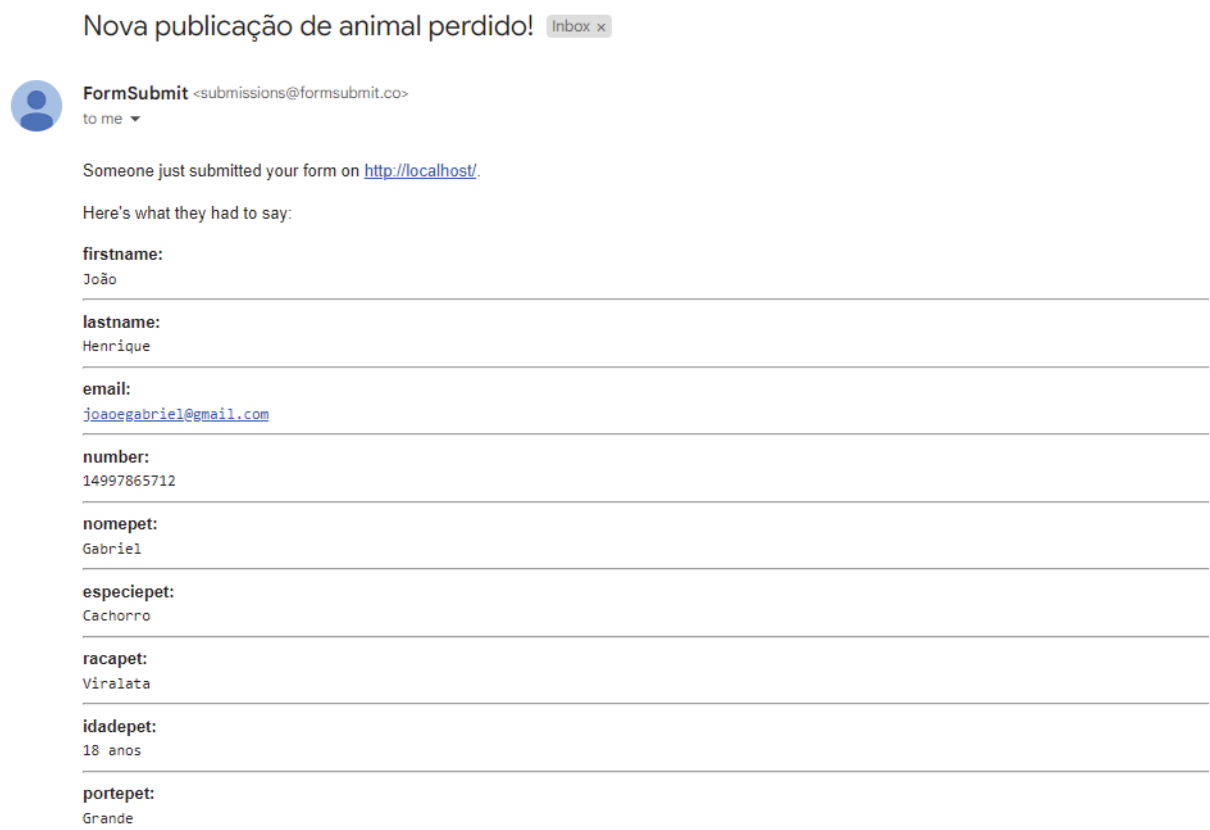 Nova publicação de animal perdido! Inbox x
FormSubmit <submissions@formsubmit.co>
to me
Someone just submitted your form on http://localhost/.
Here's what they had to say:
firstname:
João
lastname:
Henrique
email:
joaoegabriel@gmail.com
number:
14997865712
nomepet:
Gabriel
especiepet:
Cachorro
racapet:
Viralata
idadepet:
18 anos
portepet:
Grande